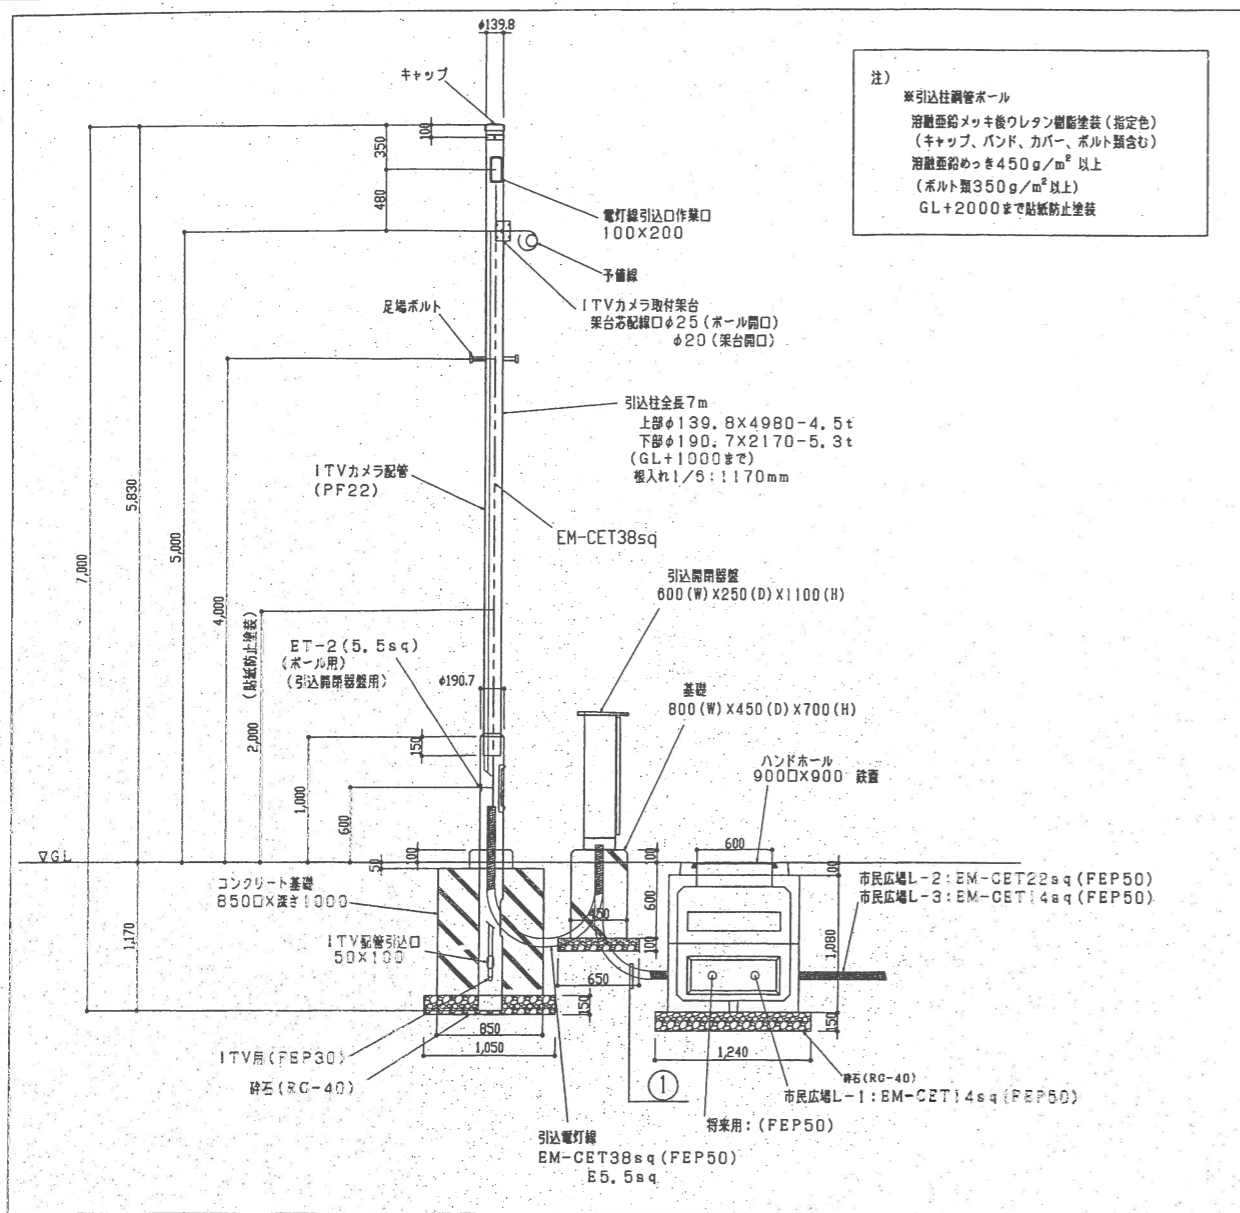 φ139.8
キャップ
100
350
480
電灯線引込口作業口
100×200
予備線
ITVカメラ取付架台
架台芯配線口φ25(ポール開口)
φ20(架台開口)
足場ボルト
引込柱全長7m
上部φ139.8×4980-4.5t
下部φ190.7×2170-5.3t
(GL+1000まで)
根入れ1/6:1170mm
ITVカメラ配管
(PF22)
EM-CET38sq
7,000
5,830
5,000
4,000
2,000 (貼紙防止塗装)
1,000
600
150
ET-2(5.5sq)
(ポール用)
(引込開閉器盤用)
φ190.7
引込開閉器盤
600(W)×250(D)×1100(H)
基礎
800(W)×450(D)×700(H)
ハンドホール
900□×900 鉄蓋
600
▽GL
50
100
100
100
コンクリート基礎
850□×深さ1000
1,170
ITV配管引込口
50×100
450
600
100
650
150
850
1,050
ITV用(FEP30)
砕石(RC-40)
市民広場L-2:EM-CET22sq(FEP50)
市民広場L-3:EM-CET14sq(FEP50)
1,080
150
1,240
砕石(RC-40)
市民広場L-1:EM-CET14sq(FEP50)
将来用:(FEP50)
①
引込電灯線
EM-CET38sq(FEP50)
E5.5sq
注)
※引込柱鋼管ポール
溶融亜鉛メッキ後ウレタン樹脂塗装(指定色)
(キャップ、バンド、カバー、ボルト類含む)
溶融亜鉛めっき450g/m²以上
(ボルト類350g/m²以上)
GL+2000まで貼紙防止塗装